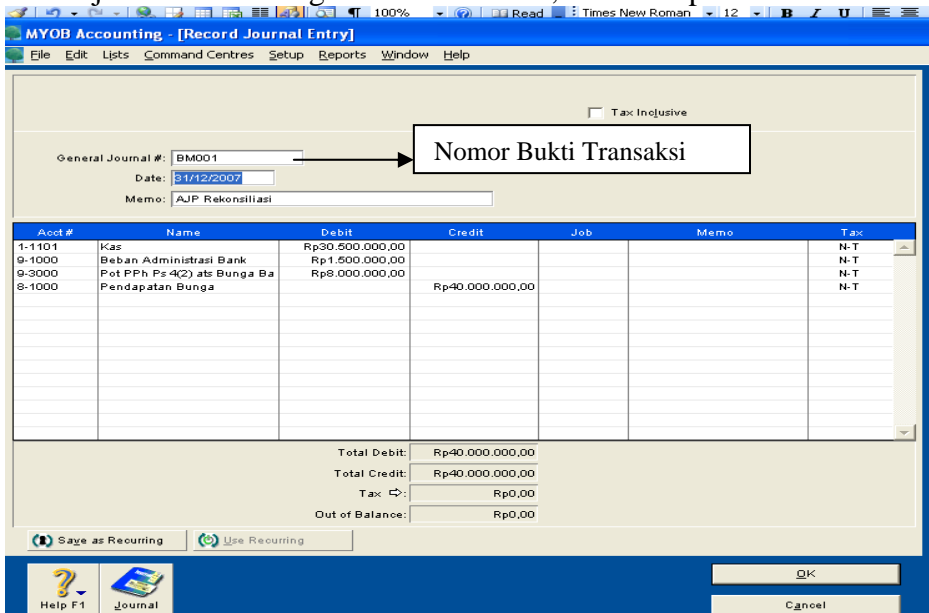 100% Read Times New Roman 12 B I U
MYOB Accounting - [Record Journal Entry]
File Edit Lists Command Centres Setup Reports Window Help
Tax Inclusive
Nomor Bukti Transaksi
General Journal #: BM001
Date: 31/12/2007
Memo: AJP Rekonsiliasi
Acct # Name Debit Credit Job Memo Tax
1-1101 Kas Rp30.500.000,00 N-T
9-1000 Beban Administrasi Bank Rp1.500.000,00 N-T
9-3000 Pot PPh Ps 4(2) ats Bunga Ba Rp8.000.000,00 N-T
8-1000 Pendapatan Bunga Rp40.000.000,00 N-T
Total Debit: Rp40.000.000,00
Total Credit: Rp40.000.000,00
Tax ⇨: Rp0,00
Out of Balance: Rp0,00
Save as Recurring Use Recurring
Help F1 Journal
OK
Cancel